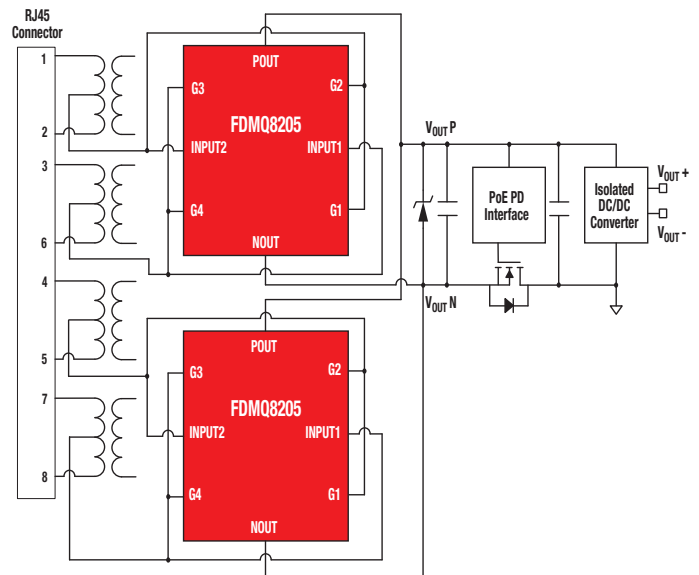 RJ45
Connector
1
2
3
6
4
5
7
8
POUT
G3
G2
FDMQ8205
INPUT2
INPUT1
G4
G1
NOUT
POUT
G3
G2
FDMQ8205
INPUT2
INPUT1
G4
G1
NOUT
VOUT P
VOUT N
PoE PD
Interface
Isolated
DC/DC
Converter
VOUT +
VOUT -